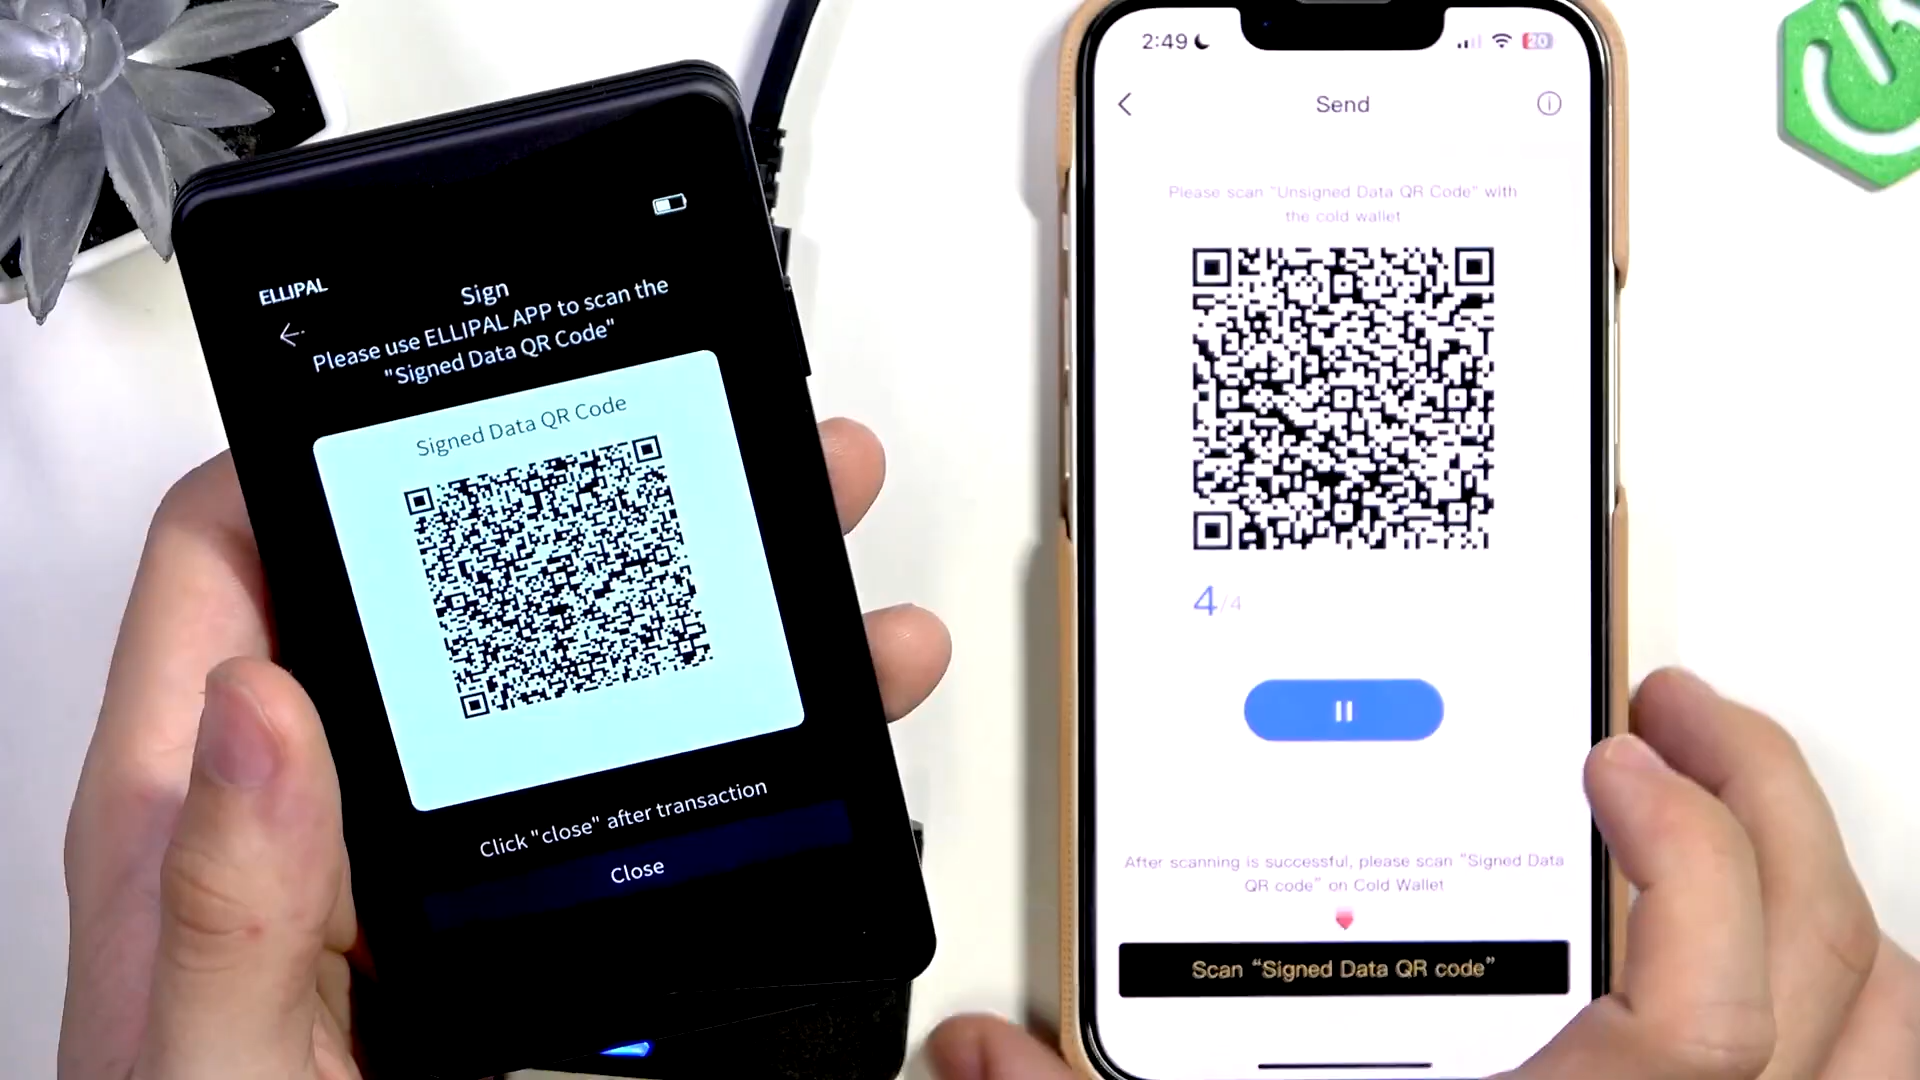 ELLIPAL
Sign
Please use ELLIPAL APP to scan the
"Signed Data QR Code"
Signed Data QR Code
Click "close" after transaction
Close
2:49
20
Send
Please scan "Unsigned Data QR Code" with
the cold wallet
4/4
After scanning is successful, please scan "Signed Data
QR code" on Cold Wallet
Scan “Signed Data QR code”